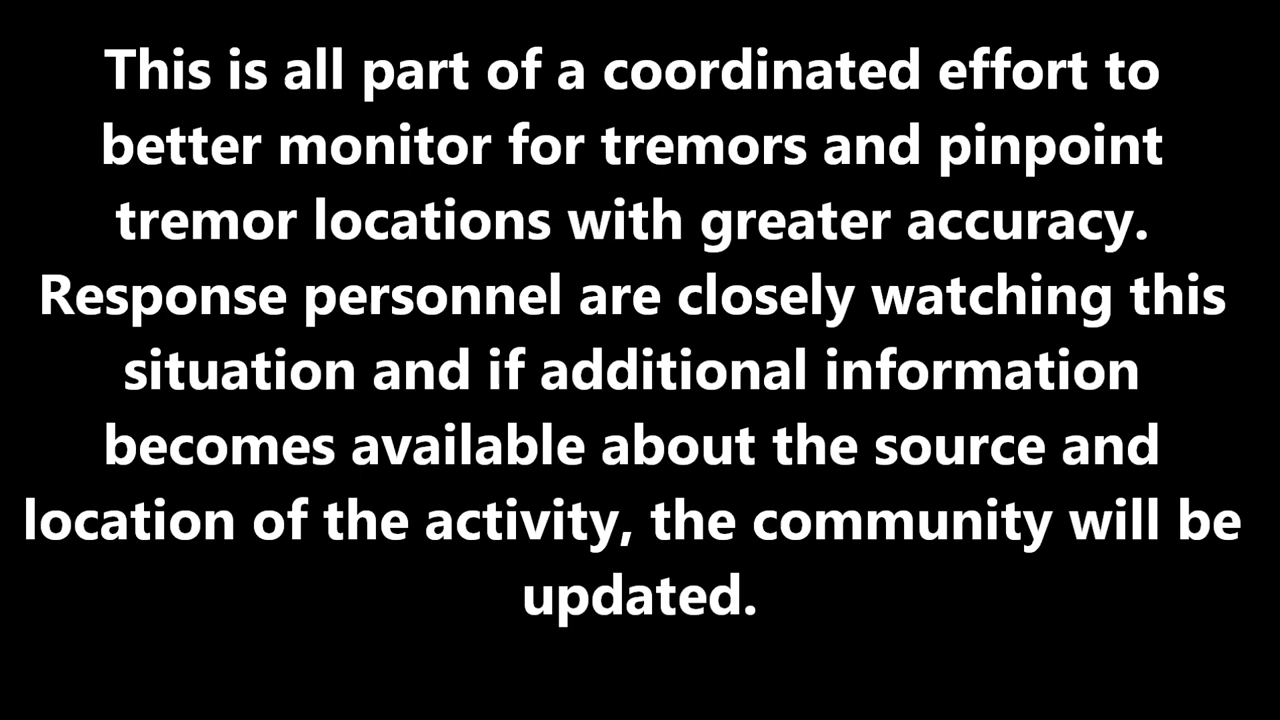 This is all part of a coordinated effort to
better monitor for tremors and pinpoint
tremor locations with greater accuracy.
Response personnel are closely watching this
situation and if additional information
becomes available about the source and
location of the activity, the community will be
updated.